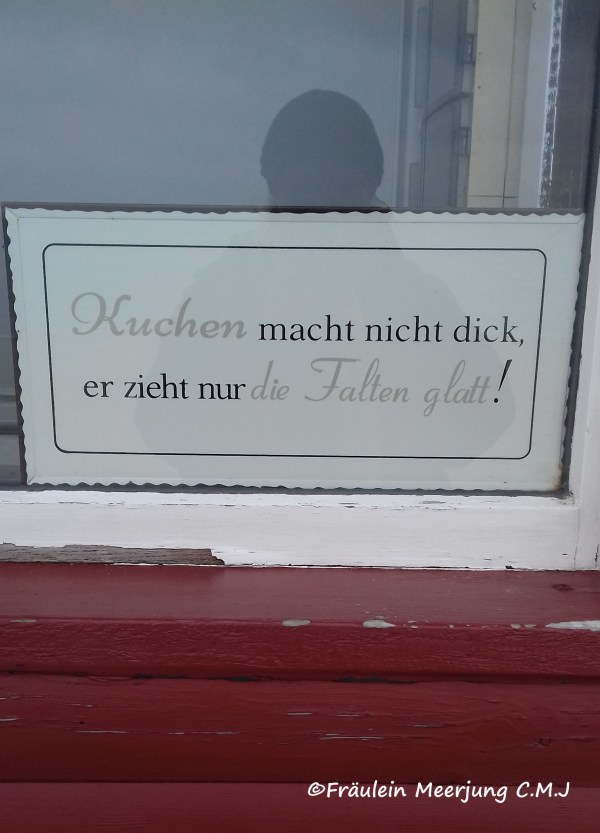 Kuchen macht nicht dick,
er zieht nur die Falten glatt!
©Fräulein Meerjung C.M.J